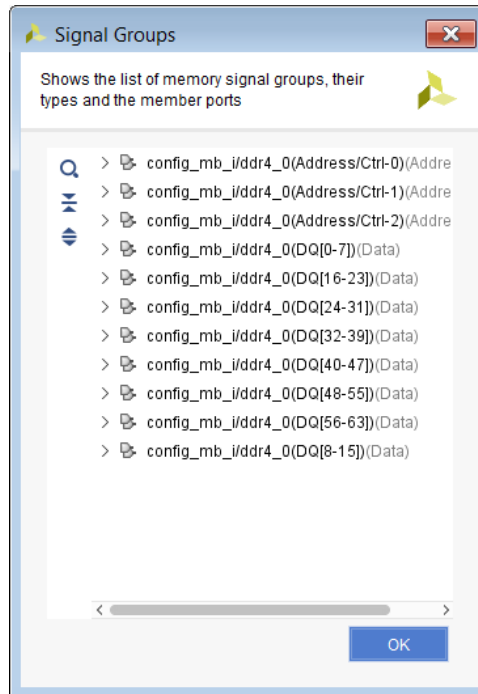 Signal Groups
Shows the list of memory signal groups, their
types and the member ports
config_mb_i/ddr4_0(Address/Ctrl-0)(Addre
config_mb_i/ddr4_0(Address/Ctrl-1)(Addre
config_mb_i/ddr4_0(Address/Ctrl-2)(Addre
config_mb_i/ddr4_0(DQ[0-7])(Data)
config_mb_i/ddr4_0(DQ[16-23])(Data)
config_mb_i/ddr4_0(DQ[24-31])(Data)
config_mb_i/ddr4_0(DQ[32-39])(Data)
config_mb_i/ddr4_0(DQ[40-47])(Data)
config_mb_i/ddr4_0(DQ[48-55])(Data)
config_mb_i/ddr4_0(DQ[56-63])(Data)
config_mb_i/ddr4_0(DQ[8-15])(Data)
OK